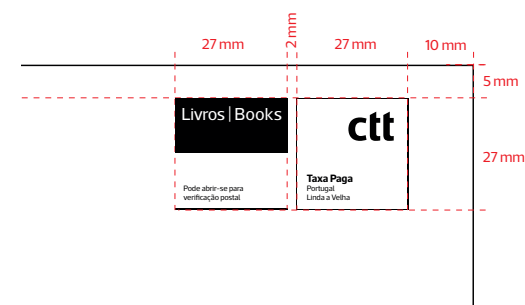 27 mm
2 mm
27 mm
10 mm
5 mm
Livros|Books
ctt
27 mm
Taxa Paga
Pode abrir-se para
Portugal
verificação postal
Linda a Velha